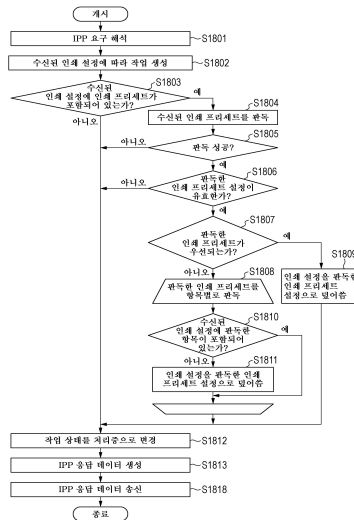 개시
IPP 요구 해석
S1801
수신된 인쇄 설정에 따라 작업 생성
S1802
수신된
인쇄 설정에 인쇄 프리세트가
포함되어 있는가?
S1803
예
아니오
수신된 인쇄 프리세트를 판독
S1804
판독 성공?
S1805
아니오
예
판독한
인쇄 프리세트 설정이
유효한가?
S1806
아니오
예
판독한
인쇄 프리세트가
우선되는가?
S1807
예
아니오
인쇄 설정을 판독한
인쇄 프리세트
설정으로 덮어씀
S1809
판독한 인쇄 프리세트를
항목별로 판독
S1808
수신된
인쇄 설정에 판독한
항목이 포함되어
있는가?
S1810
예
아니오
인쇄 설정을 판독한 인쇄
프리세트 설정으로 덮어씀
S1811
작업 상태를 처리중으로 변경
S1812
IPP 응답 데이터 생성
S1813
IPP 응답 데이터 송신
S1818
종료